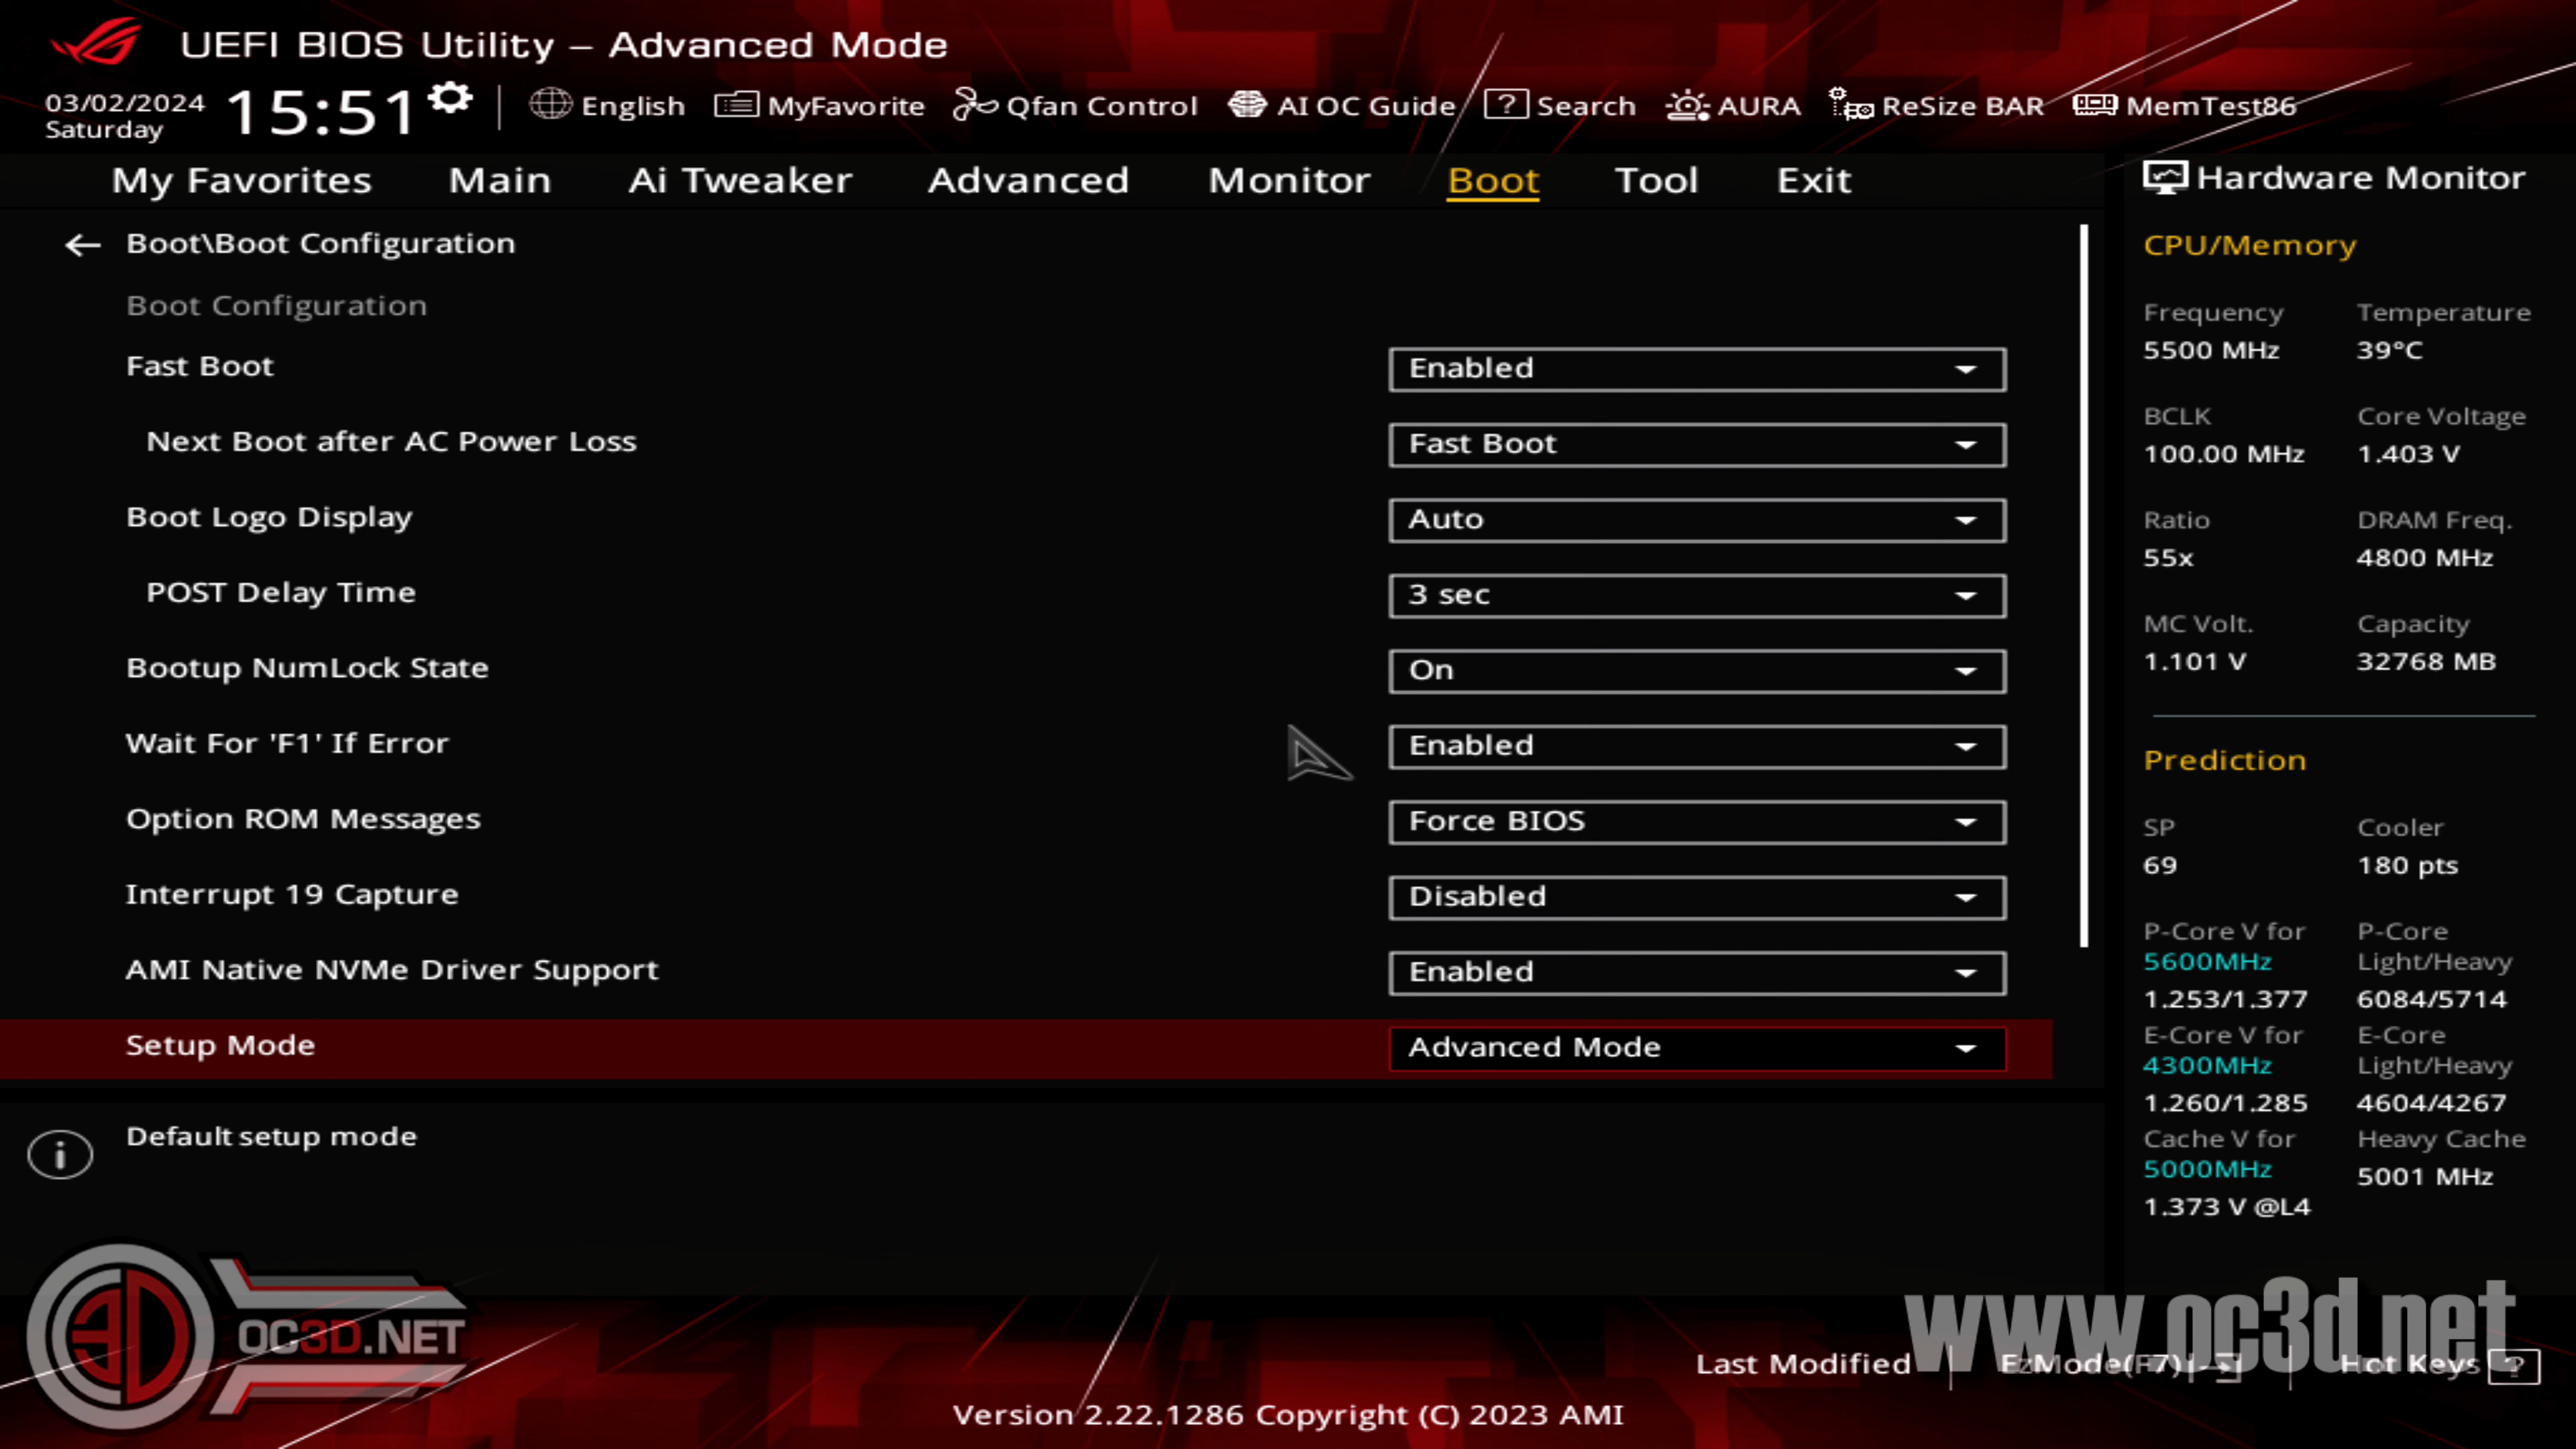 UEFI BIOS Utility – Advanced Mode
03/02/2024
Saturday
15:51
English
MyFavorite
Qfan Control
AI OC Guide
? Search
AURA
ReSize BAR
MemTest86
My Favorites
Main
Ai Tweaker
Advanced
Monitor
Boot
Tool
Exit
Boot\Boot Configuration
Boot Configuration
Fast Boot
Enabled
Next Boot after AC Power Loss
Fast Boot
Boot Logo Display
Auto
POST Delay Time
3 sec
Bootup NumLock State
On
Wait For 'F1' If Error
Enabled
Option ROM Messages
Force BIOS
Interrupt 19 Capture
Disabled
AMI Native NVMe Driver Support
Enabled
Setup Mode
Advanced Mode
Default setup mode
Hardware Monitor
CPU/Memory
Frequency Temperature
5500 MHz 39°C
BCLK Core Voltage
100.00 MHz 1.403 V
Ratio DRAM Freq.
55x 4800 MHz
MC Volt. Capacity
1.101 V 32768 MB
Prediction
SP Cooler
69 180 pts
P-Core V for P-Core
5600MHz Light/Heavy
1.253/1.377 6084/5714
E-Core V for E-Core
4300MHz Light/Heavy
1.260/1.285 4604/4267
Cache V for Heavy Cache
5000MHz 5001 MHz
1.373 V @L4
OC3D.NET
www.oc3d.net
Last Modified
EzMode(F7)
Hot Keys ?
Version 2.22.1286 Copyright (C) 2023 AMI